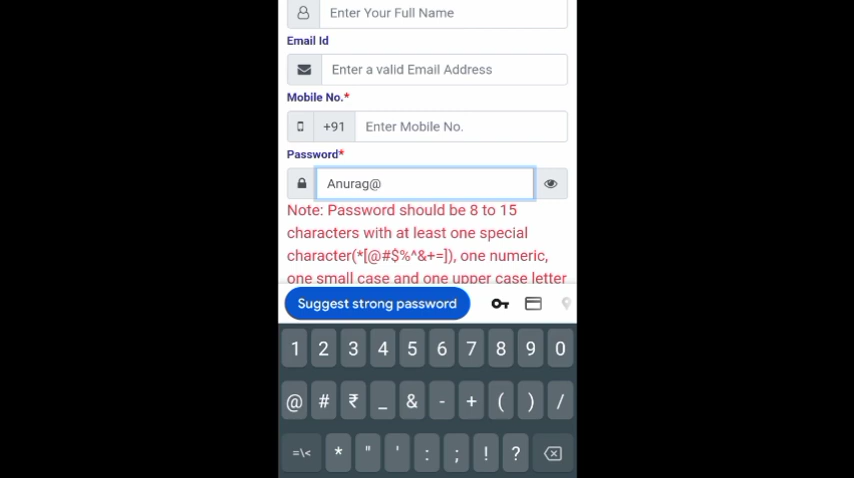 Enter Your Full Name
Email Id
Enter a valid Email Address
Mobile No.*
+91 Enter Mobile No.
Password*
Anurag@
Note: Password should be 8 to 15
characters with at least one special
character(*[@#$%^&+=]), one numeric,
one small case and one upper case letter
Suggest strong password
1 2 3 4 5 6 7 8 9 0
@ # ₹ _ & - + ( ) /
=\< * " ' : ; ! ?